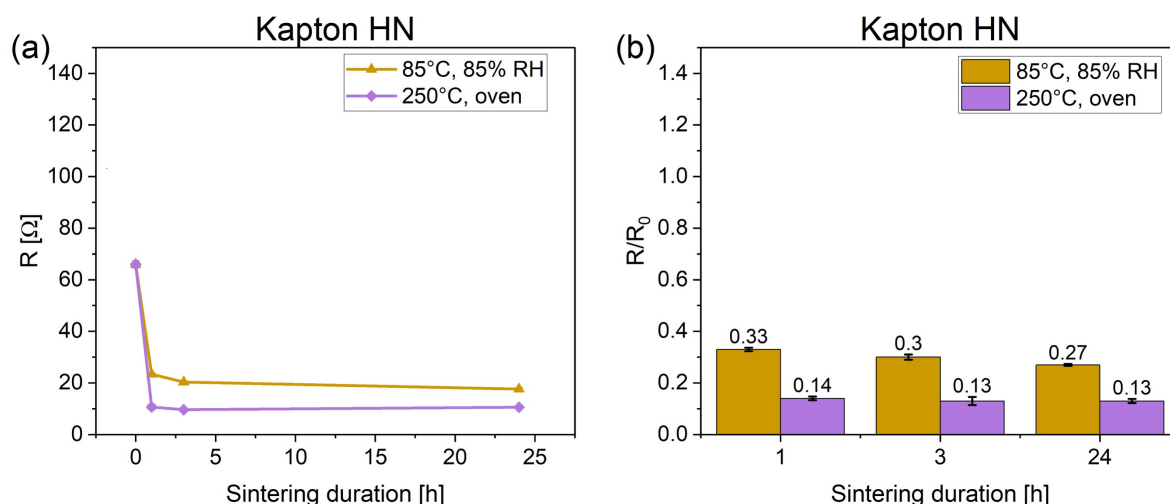 (a)
Kapton HN
85°C, 85% RH
250°C, oven
R [Ω]
140
120
100
80
60
40
20
0
0 5 10 15 20 25
Sintering duration [h]
(b)
Kapton HN
85°C, 85% RH
250°C, oven
R/R₀
1.4
1.2
1.0
0.8
0.6
0.4
0.2
0.0
0.33 0.14 0.3 0.13 0.27 0.13
1 3 24
Sintering duration [h]